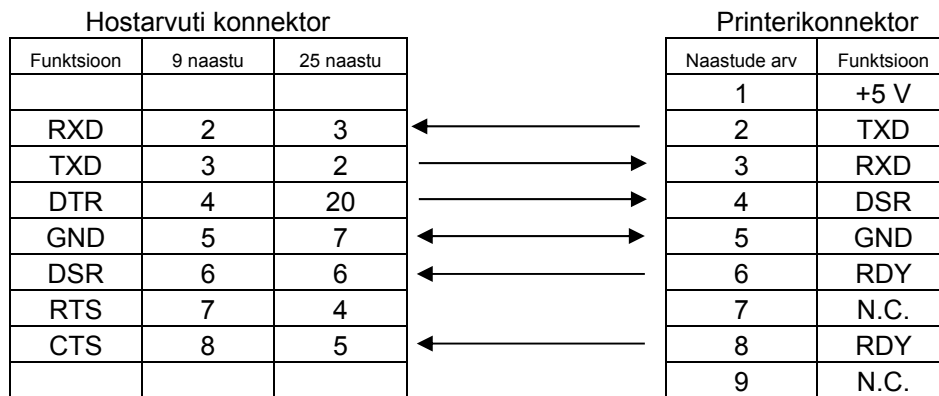 Hostarvuti konnektor Printerikonnektor
Funktsioon 9 naastu 25 naastu Naastude arv Funktsioon
1 +5 V
RXD 2 3 2 TXD
TXD 3 2 3 RXD
DTR 4 20 4 DSR
GND 5 7 5 GND
DSR 6 6 6 RDY
RTS 7 4 7 N.C.
CTS 8 5 8 RDY
9 N.C.